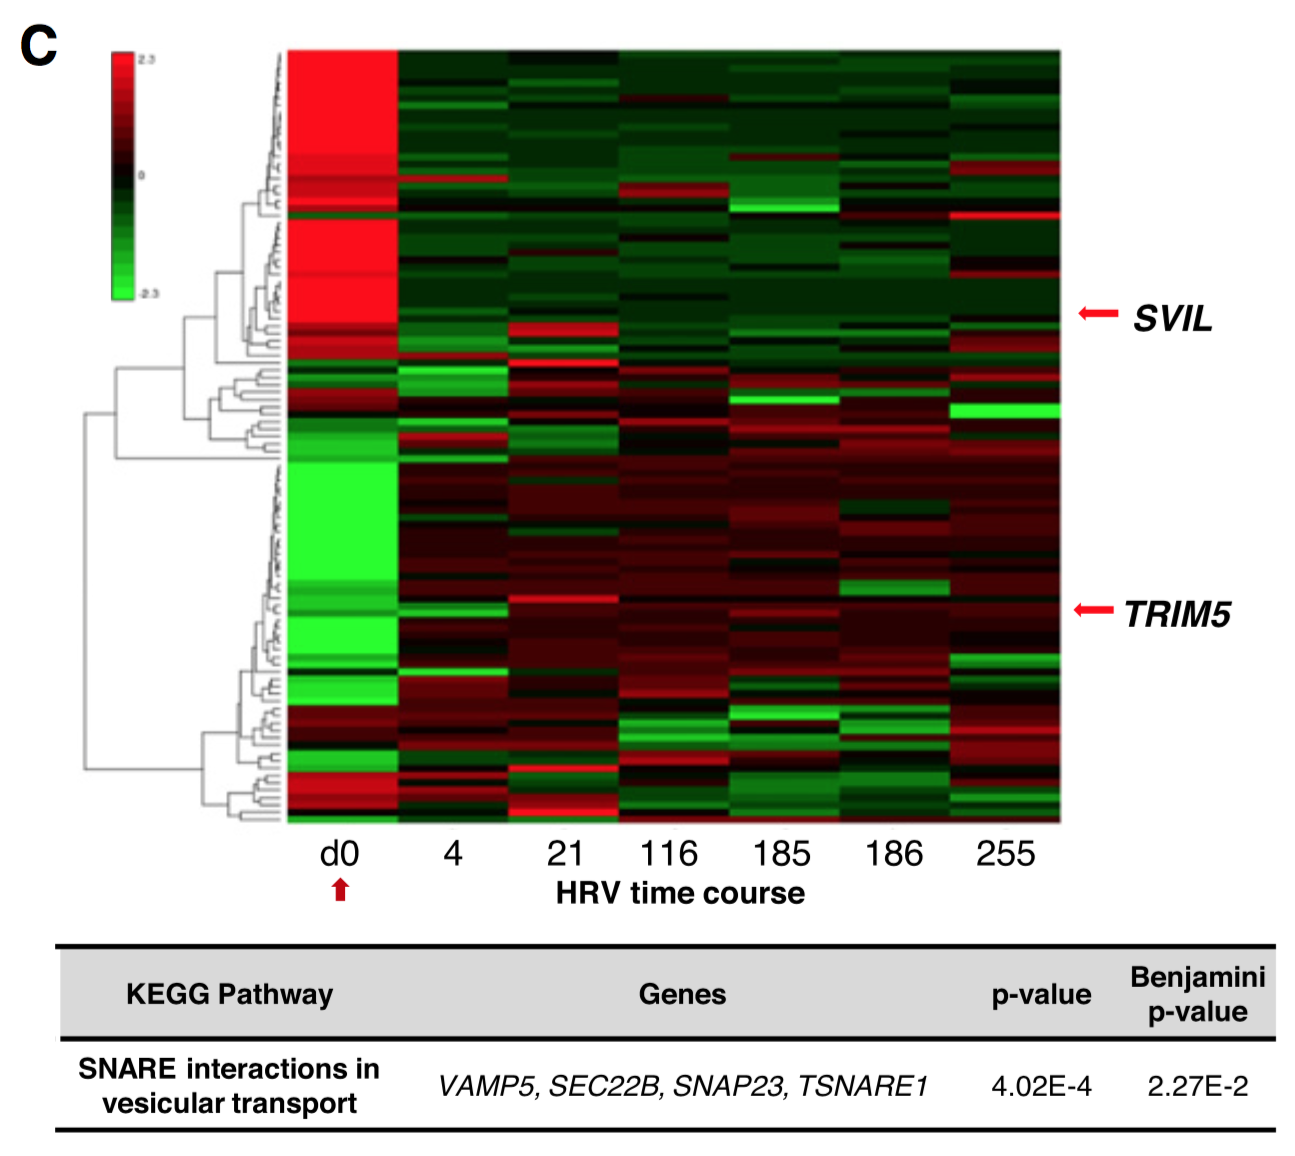 C
2.3
0
-2.3
SVIL
TRIM5
d0 4 21 116 185 186 255
HRV time course
KEGG Pathway Genes p-value Benjamini p-value
SNARE interactions in vesicular transport VAMP5, SEC22B, SNAP23, TSNARE1 4.02E-4 2.27E-2